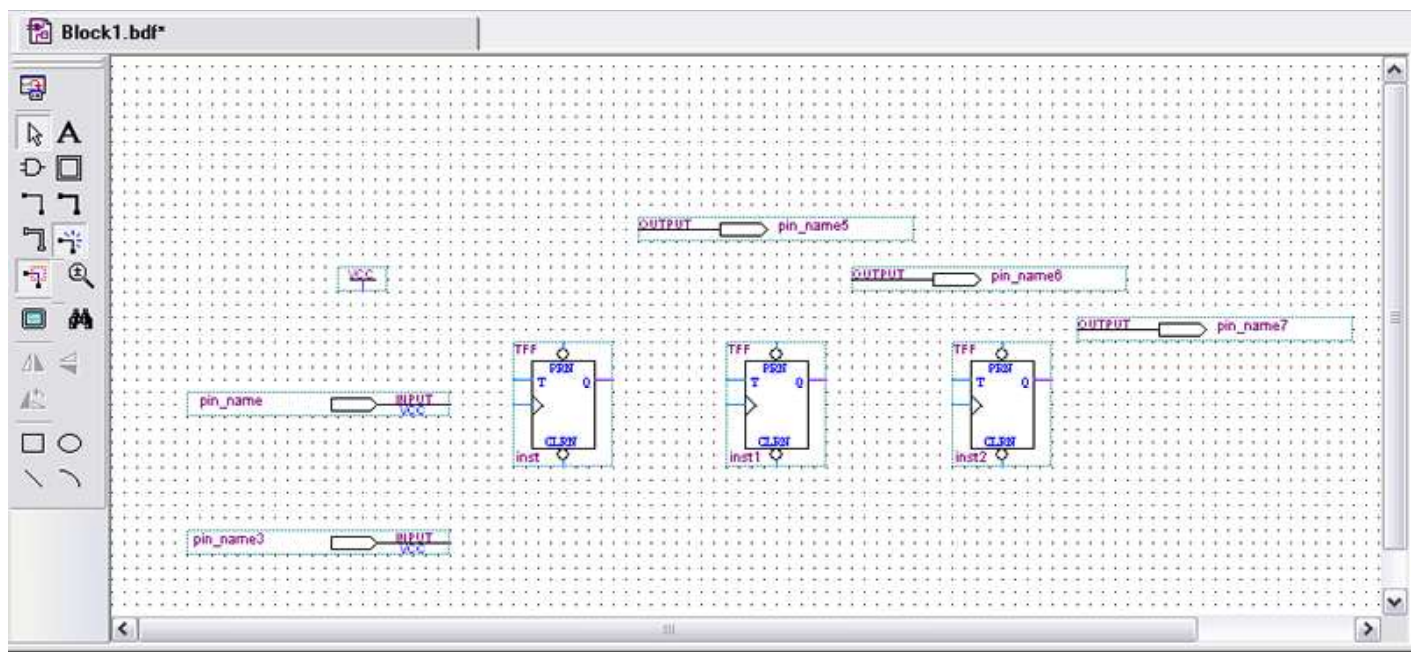 Block1.bdf*
A
OUTPUT pin_name5
VCC
OUTPUT pin_name6
OUTPUT pin_name7
TFF
PRN
T Q
CLRN
inst
TFF
PRN
T Q
CLRN
inst1
TFF
PRN
T Q
CLRN
inst2
pin_name INPUT
VCC
pin_name3 INPUT
VCC